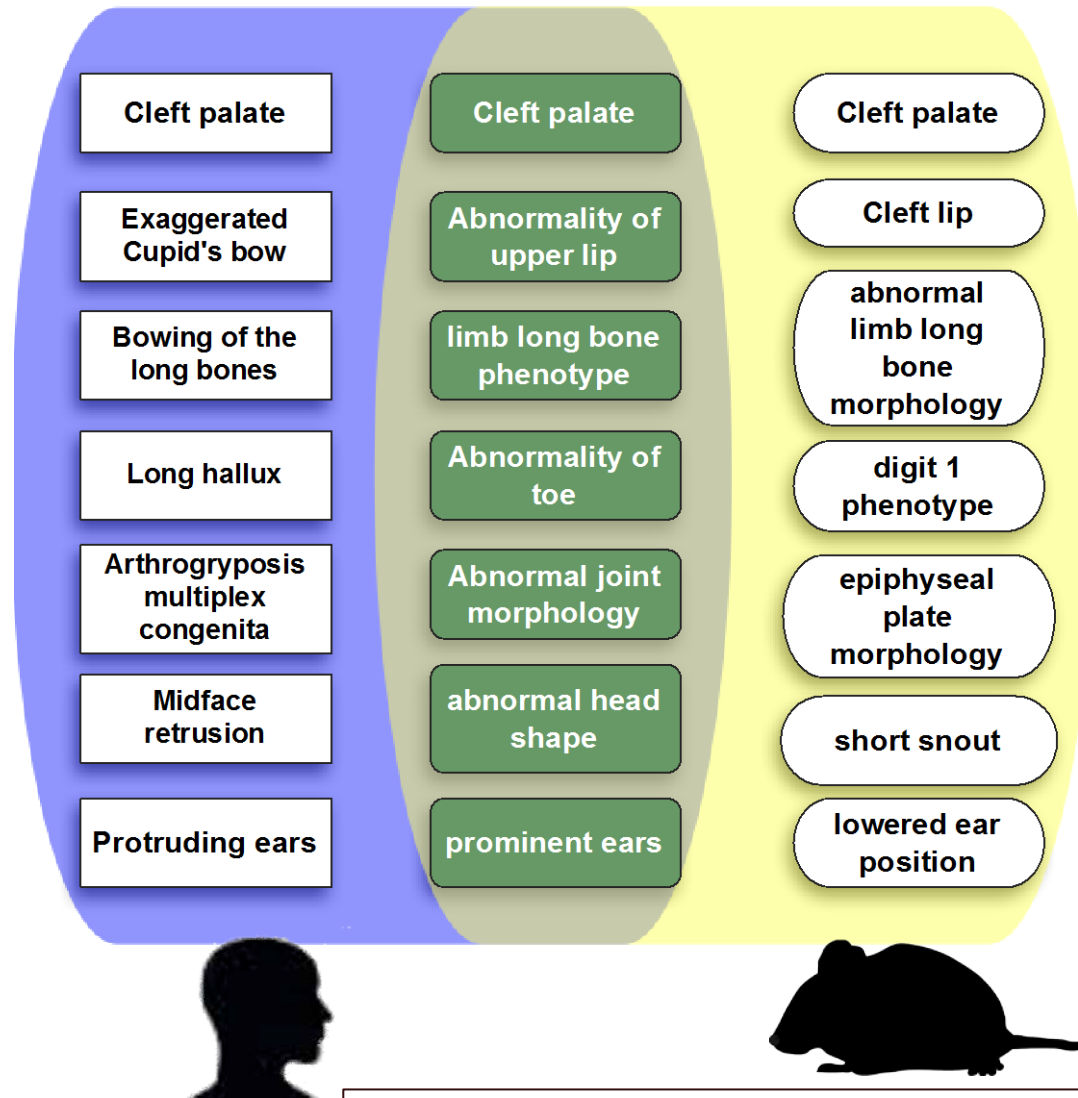 Cleft palate
Exaggerated
Cupid's bow
Bowing of the
long bones
Long hallux
Arthrogryposis
multiplex
congenita
Midface
retrusion
Protruding ears
Cleft palate
Abnormality of
upper lip
limb long bone
phenotype
Abnormality of
toe
Abnormal joint
morphology
abnormal head
shape
prominent ears
Cleft palate
Cleft lip
abnormal
limb long
bone
morphology
digit 1
phenotype
epiphyseal
plate
morphology
short snout
lowered ear
position